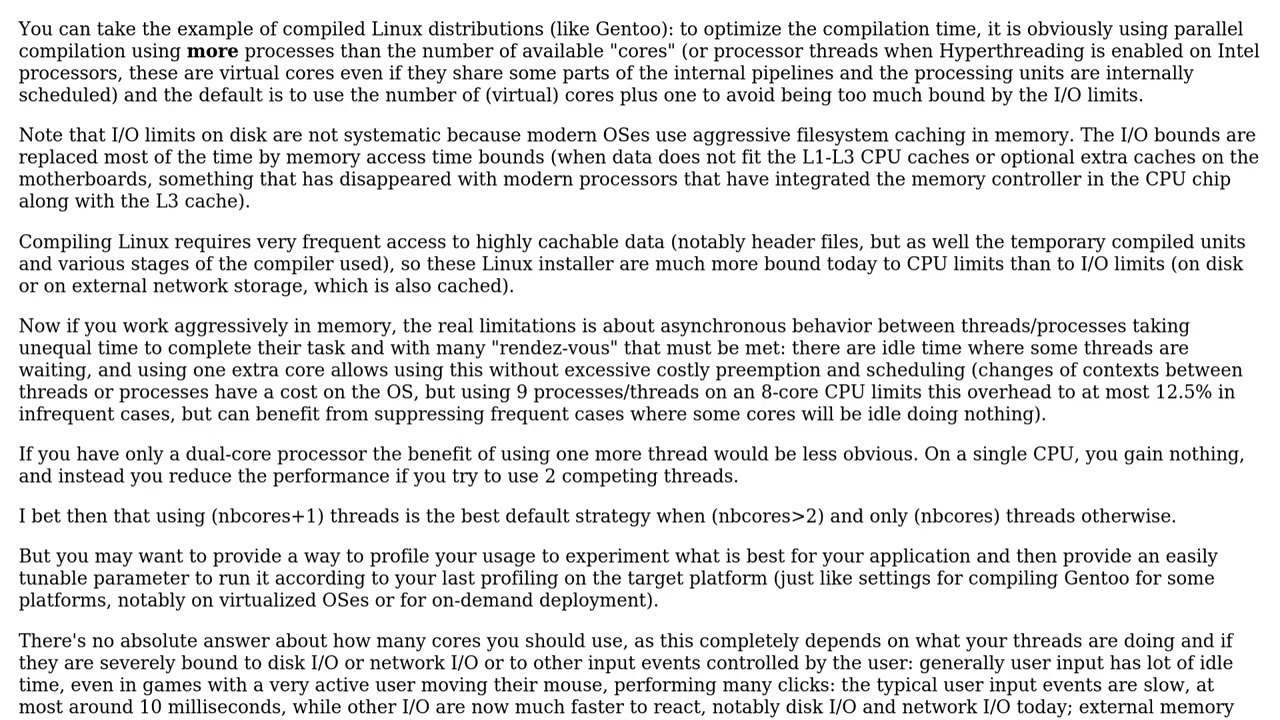 You can take the example of compiled Linux distributions (like Gentoo): to optimize the compilation time, it is obviously using parallel
compilation using more processes than the number of available "cores" (or processor threads when Hyperthreading is enabled on Intel
processors, these are virtual cores even if they share some parts of the internal pipelines and the processing units are internally
scheduled) and the default is to use the number of (virtual) cores plus one to avoid being too much bound by the I/O limits.
Note that I/O limits on disk are not systematic because modern OSes use aggressive filesystem caching in memory. The I/O bounds are
replaced most of the time by memory access time bounds (when data does not fit the L1-L3 CPU caches or optional extra caches on the
motherboards, something that has disappeared with modern processors that have integrated the memory controller in the CPU chip
along with the L3 cache).
Compiling Linux requires very frequent access to highly cachable data (notably header files, but as well the temporary compiled units
and various stages of the compiler used), so these Linux installer are much more bound today to CPU limits than to I/O limits (on disk
or on external network storage, which is also cached).
Now if you work aggressively in memory, the real limitations is about asynchronous behavior between threads/processes taking
unequal time to complete their task and with many "rendez-vous" that must be met: there are idle time where some threads are
waiting, and using one extra core allows using this without excessive costly preemption and scheduling (changes of contexts between
threads or processes have a cost on the OS, but using 9 processes/threads on an 8-core CPU limits this overhead to at most 12.5% in
infrequent cases, but can benefit from suppressing frequent cases where some cores will be idle doing nothing).
If you have only a dual-core processor the benefit of using one more thread would be less obvious. On a single CPU, you gain nothing,
and instead you reduce the performance if you try to use 2 competing threads.
I bet then that using (nbcores+1) threads is the best default strategy when (nbcores>2) and only (nbcores) threads otherwise.
But you may want to provide a way to profile your usage to experiment what is best for your application and then provide an easily
tunable parameter to run it according to your last profiling on the target platform (just like settings for compiling Gentoo for some
platforms, notably on virtualized OSes or for on-demand deployment).
There's no absolute answer about how many cores you should use, as this completely depends on what your threads are doing and if
they are severely bound to disk I/O or network I/O or to other input events controlled by the user: generally user input has lot of idle
time, even in games with a very active user moving their mouse, performing many clicks: the typical user input events are slow, at
most around 10 milliseconds, while other I/O are now much faster to react, notably disk I/O and network I/O today; external memory